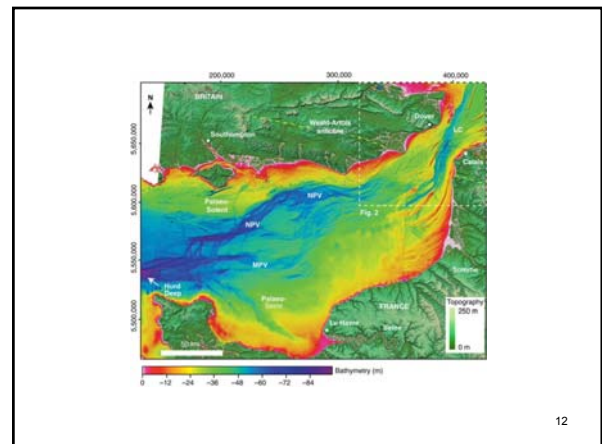 200,000
300,000
400,000
N
BRITAIN
Weald-Artois
anticline
Dover
LC
Southampton
Calais
5,650,000
5,600,000
5,550,000
5,500,000
Palaeo-
Solent
NPV
NPV
Fig. 2
MPV
Somme
Hurd
Deep
Palaeo-
Seine
FRANCE
Le Havre
Seine
Topography
250 m
0 m
50 km
Bathymetry (m)
0
−12
−24
−36
−48
−60
−72
−84
12